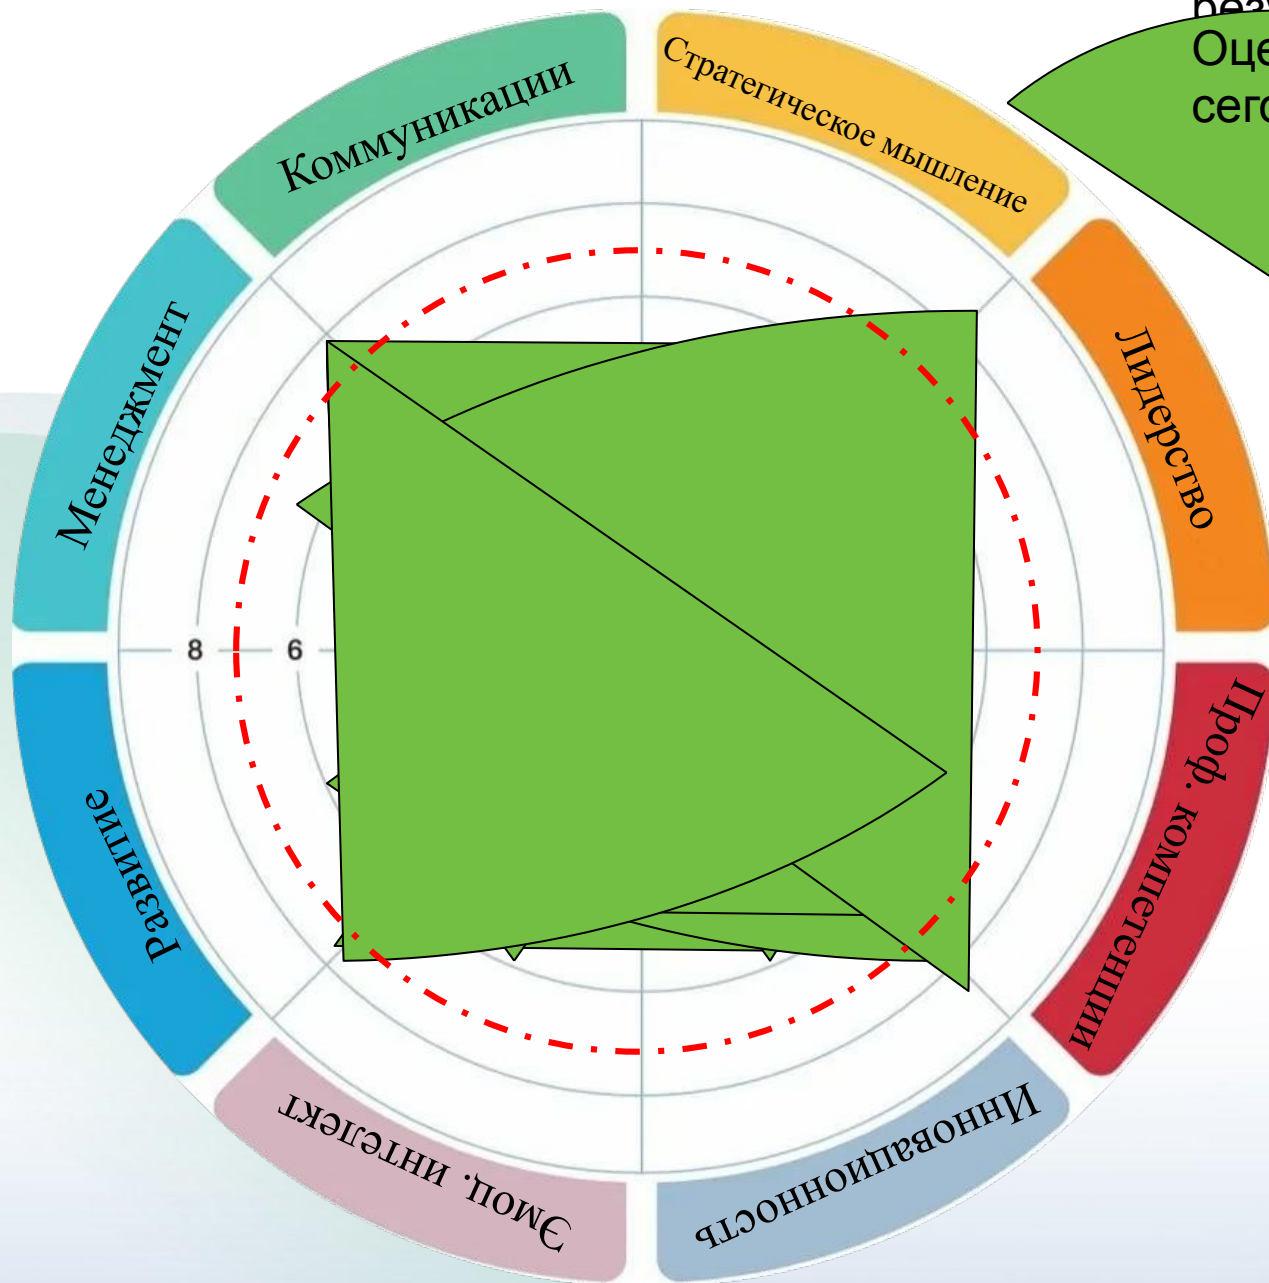 Оце
сего
Коммуникации
Стратегическое мышление
Менеджмент
Лидерство
8
6
Развитие
Проф. компетенции
Эмоц. интелект
Инновационность